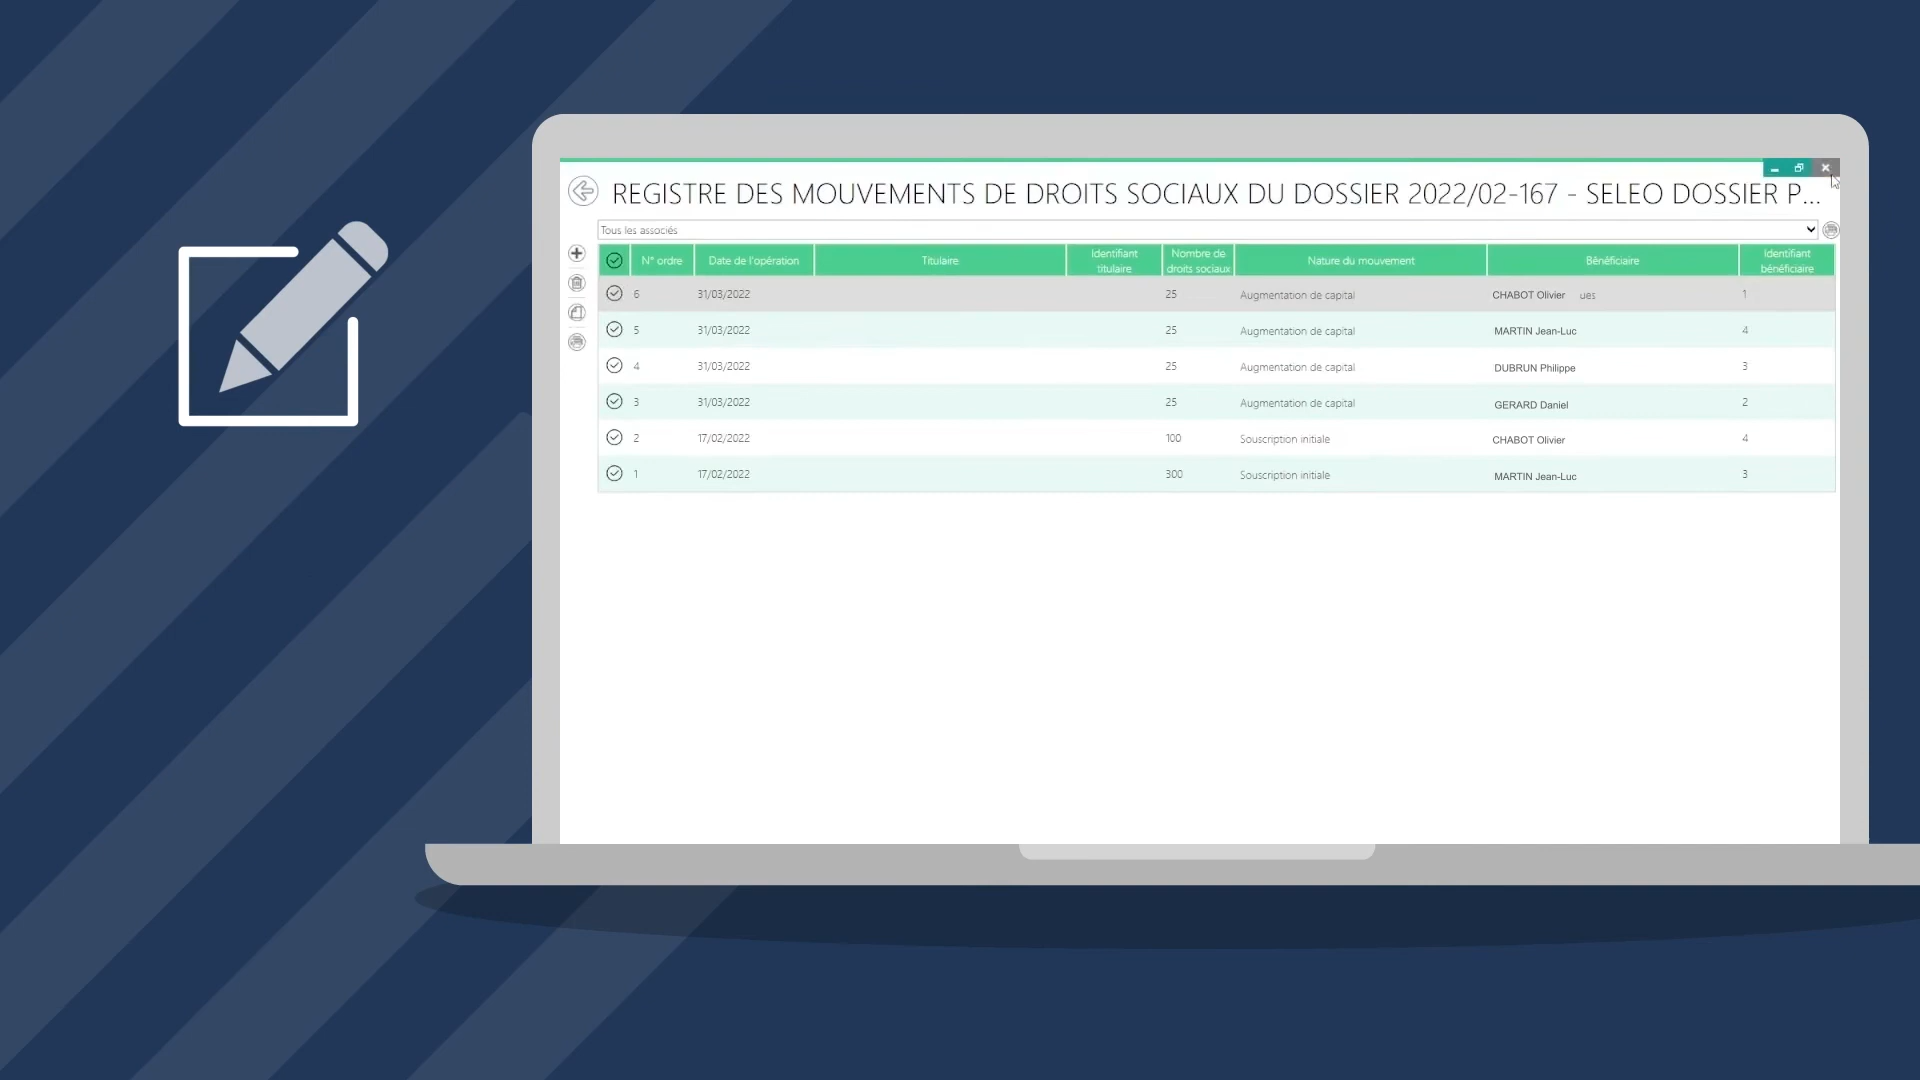 REGISTRE DES MOUVEMENTS DE DROITS SOCIAUX DU DOSSIER 2022/02-167 - SELEO DOSSIER P...
Tous les associés
N° ordre Date de l'opération Titulaire Identifiant titulaire Nombre de droits sociaux Nature du mouvement Bénéficiaire Identifiant bénéficiaire
6 31/03/2022 25 Augmentation de capital CHABOT Olivier ues 1
5 31/03/2022 25 Augmentation de capital MARTIN Jean-Luc 4
4 31/03/2022 25 Augmentation de capital DUBRUN Philippe 3
3 31/03/2022 25 Augmentation de capital GERARD Daniel 2
2 17/02/2022 100 Souscription initiale CHABOT Olivier 4
1 17/02/2022 300 Souscription initiale MARTIN Jean-Luc 3